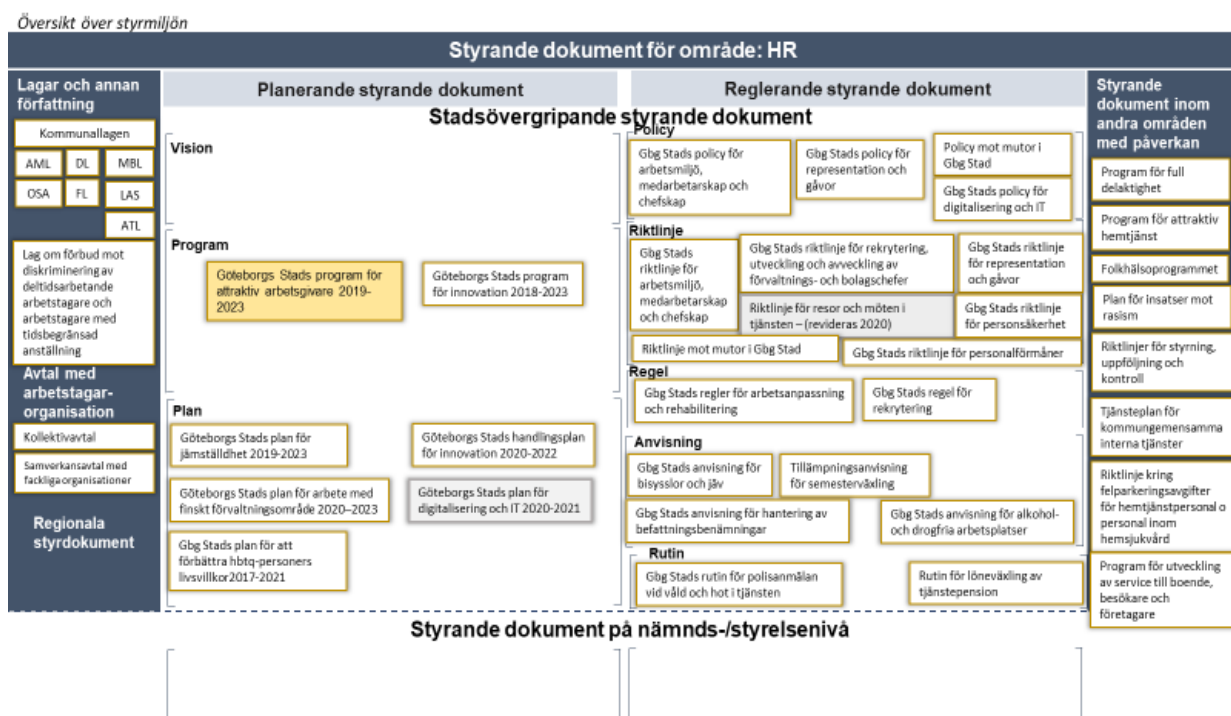 Översikt över styrmiljön
Styrande dokument för område: HR
Lagar och annan
författning
Kommunallagen
AML
DL
MBL
OSA
FL
LAS
ATL
Lag om förbud mot
diskriminering av
deltidsarbetande
arbetstagare och
arbetstagare med
tidsbegränsad
anställning
Avtal med
arbetstagar-
organisation
Kollektivavtal
Samverkansavtal med
fackliga organisationer
Regionala
styrdokument
Planerande styrande dokument
Reglerande styrande dokument
Stadsövergripande styrande dokument
Vision
Program
Göteborgs Stads program för
attraktiv arbetsgivare 2019-
2023
Göteborgs Stads program
för innovation 2018-2023
Plan
Göteborgs Stads plan för
jämställdhet 2019-2023
Göteborgs Stads handlingsplan
för innovation 2020-2022
Göteborgs Stads plan för arbete med
finskt förvaltningsområde 2020–2023
Göteborgs Stads plan för
digitalisering och IT 2020-2021
Gbg Stads plan för att
förbättra hbtq-personers
livsvillkor2017-2021
Policy
Gbg Stads policy för
arbetsmiljö,
medarbetarskap och
chefskap
Gbg Stads policy för
representation och
gåvor
Policy mot mutor i
Gbg Stad
Gbg Stads policy för
digitalisering och IT
Riktlinje
Gbg Stads
riktlinje för
arbetsmiljö,
medarbetarskap
och chefskap
Gbg Stads riktlinje för rekrytering,
utveckling och avveckling av
förvaltnings- och bolagschefer
Gbg Stads riktlinje
för representation
och gåvor
Riktlinje för resor och möten i
tjänsten – (revideras 2020)
Gbg Stads riktlinje
för personsäkerhet
Riktlinje mot mutor i Gbg Stad
Gbg Stads riktlinje för personalförmåner
Regel
Gbg Stads regler för arbetsanpassning
och rehabilitering
Gbg Stads regel för
rekrytering
Anvisning
Gbg Stads anvisning för
bisysslor och jäv
Tillämpningsanvisning
för semesterväxling
Gbg Stads anvisning för hantering av
befattningsbenämningar
Gbg Stads anvisning för alkohol-
och drogfria arbetsplatser
Rutin
Gbg Stads rutin för polisanmälan
vid våld och hot i tjänsten
Rutin för löneväxling av
tjänstepension
Styrande
dokument inom
andra områden
med påverkan
Program för full
delaktighet
Program för attraktiv
hemtjänst
Folkhälsoprogrammet
Plan för insatser mot
rasism
Riktlinjer för styrning,
uppföljning och
kontroll
Tjänsteplan för
kommungemensamma
interna tjänster
Riktlinje kring
felparkeringsavgifter
för hemtjänstpersonal o
personal inom
hemsjukvård
Program för utveckling
av service till boende,
besökare och
företagare
Styrande dokument på nämnds-/styrelsenivå